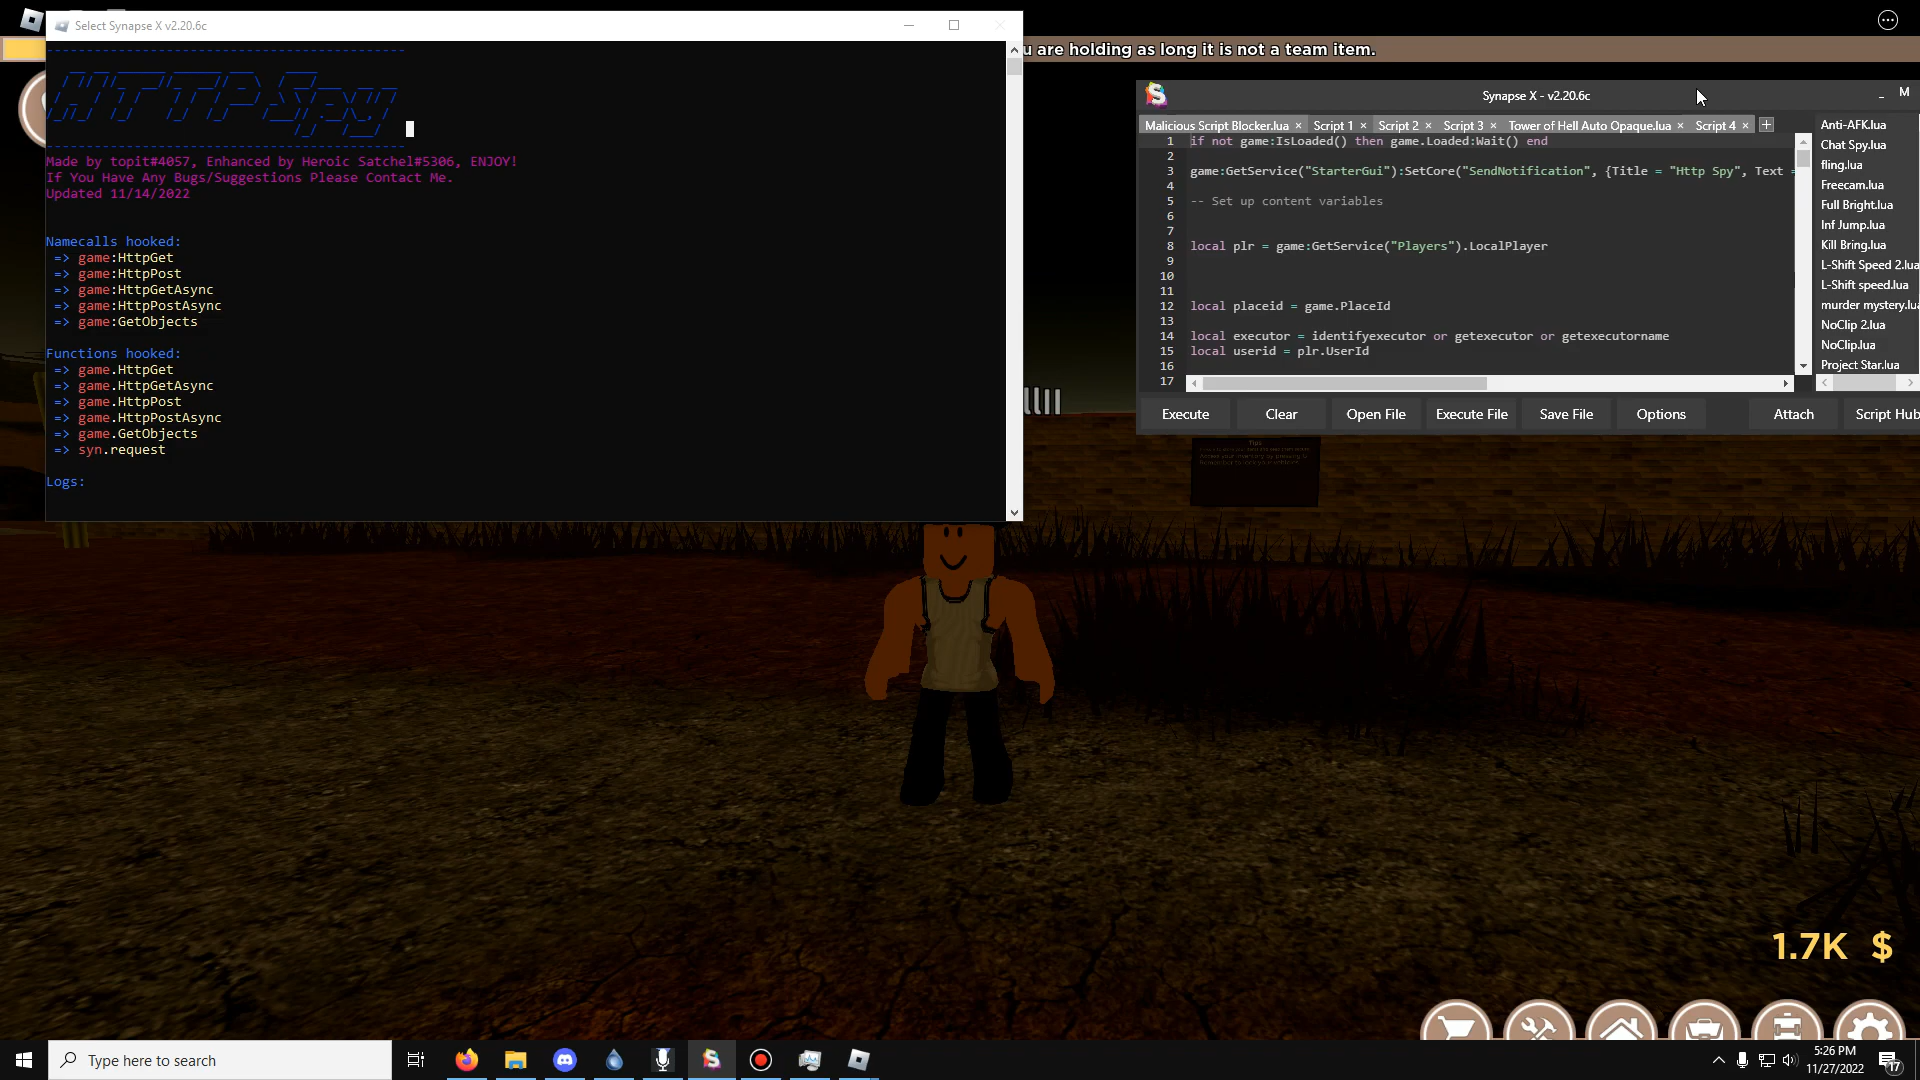 Select Synapse X v2.20.6c
u are holding as long it is not a team item.
HTTP Spy
Made by topit#4057, Enhanced by Heroic Satchel#5306, ENJOY!
If You Have Any Bugs/Suggestions Please Contact Me.
Updated 11/14/2022
Namecalls hooked:
=> game:HttpGet
=> game:HttpPost
=> game:HttpGetAsync
=> game:HttpPostAsync
=> game:GetObjects
Functions hooked:
=> game.HttpGet
=> game.HttpGetAsync
=> game.HttpPost
=> game.HttpPostAsync
=> game.GetObjects
=> syn.request
Logs:
Synapse X - v2.20.6c
_ M
Malicious Script Blocker.lua × Script 1 × Script 2 × Script 3 × Tower of Hell Auto Opaque.lua × Script 4 × +
1 if not game:IsLoaded() then game.Loaded:Wait() end
2
3 game:GetService("StarterGui"):SetCore("SendNotification", {Title = "Http Spy", Text =
4
5 -- Set up content variables
6
7
8 local plr = game:GetService("Players").LocalPlayer
9
10
11
12 local placeid = game.PlaceId
13
14 local executor = identifyexecutor or getexecutor or getexecutorname
15 local userid = plr.UserId
16
17
Anti-AFK.lua
Chat Spy.lua
fling.lua
Freecam.lua
Full Bright.lua
Inf Jump.lua
Kill Bring.lua
L-Shift Speed 2.lua
L-Shift speed.lua
murder mystery.lua
NoClip 2.lua
NoClip.lua
Project Star.lua
Execute Clear Open File Execute File Save File Options Attach Script Hub
Tips
1.7K $
Type here to search
5:26 PM
11/27/2022
17